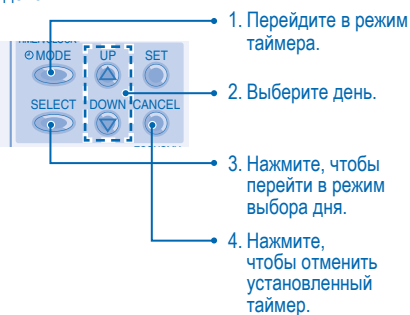 1. Перейдите в режим
таймера.
MODE UP SET
2. Выберите день.
SELECT DOWN CANCEL
3. Нажмите, чтобы
перейти в режим
выбора дня.
4. Нажмите,
чтобы отменить
установленный
таймер.